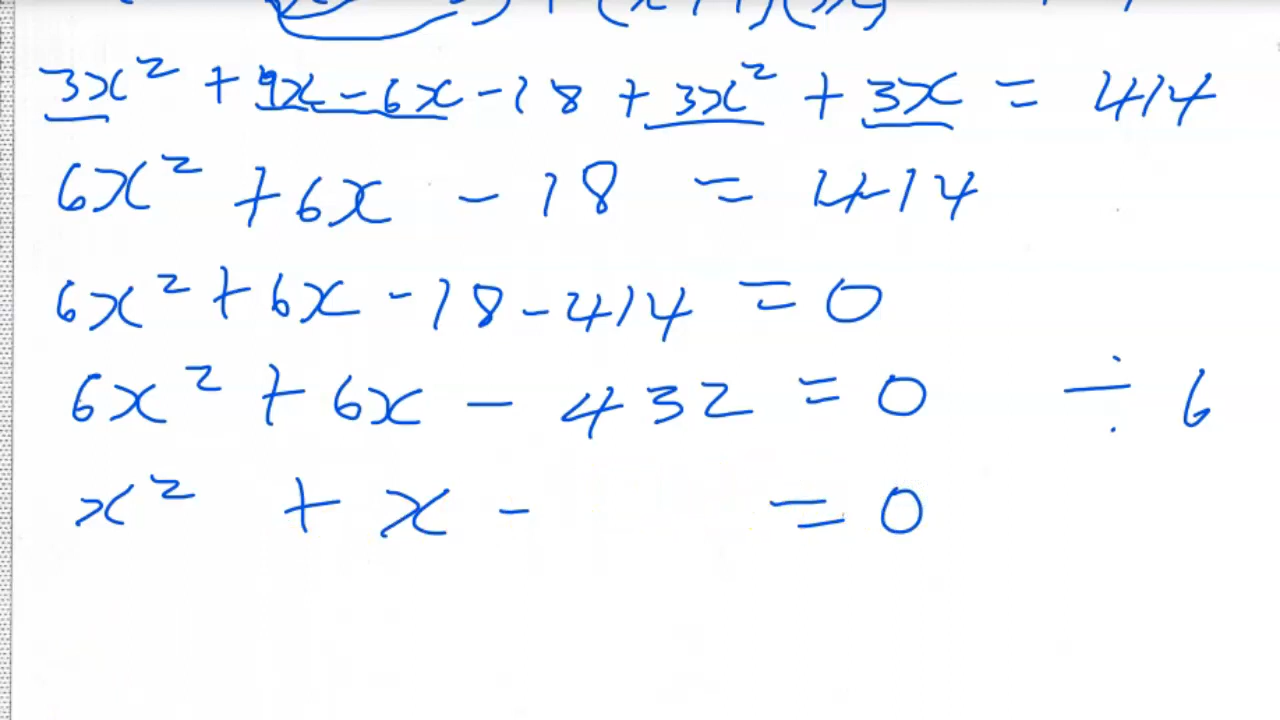 3x² + 9x - 6x - 18 + 3x² + 3x = 414
6x² + 6x - 18 = 414
6x² + 6x - 18 - 414 = 0
6x² + 6x - 432 = 0 ÷ 6
x² + x - = 0